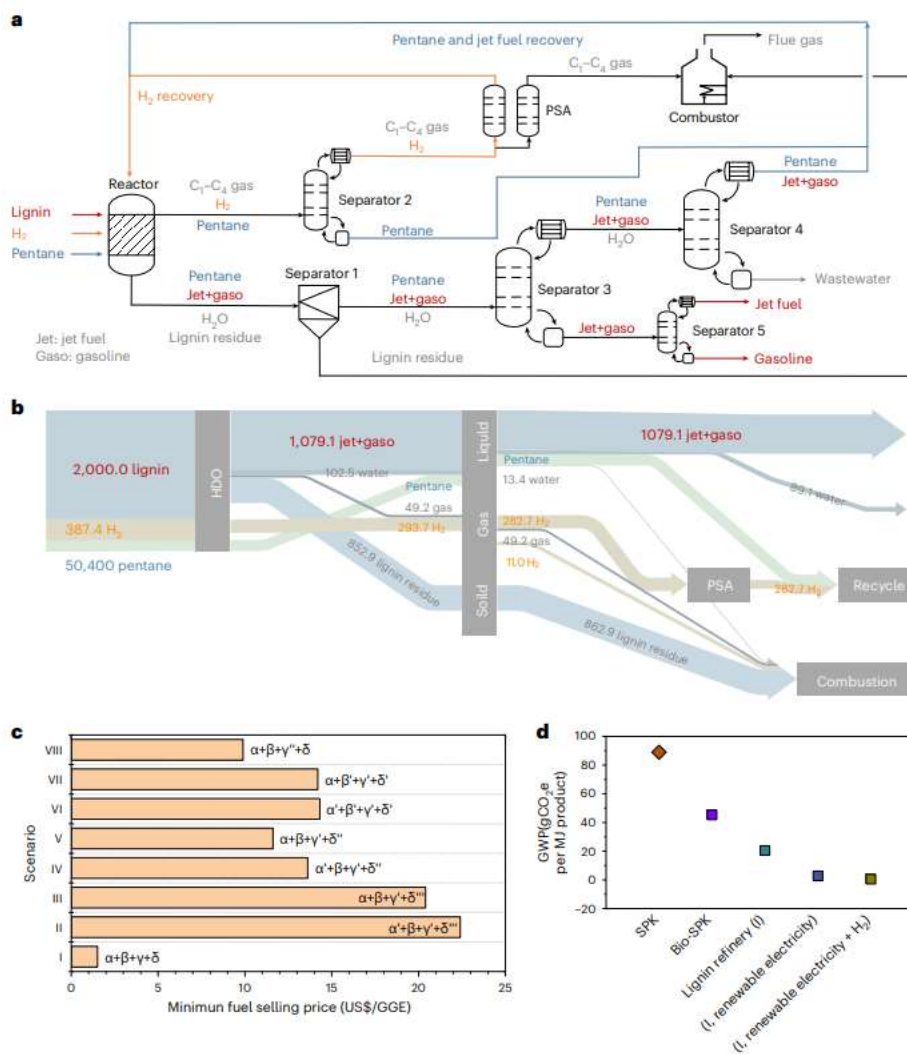 a
Pentane and jet fuel recovery
Flue gas
C₁–C₄ gas
H₂ recovery
PSA
Combustor
C₁–C₄ gas
H₂
Reactor
C₁–C₄ gas
H₂
Pentane
Separator 2
Pentane
Pentane
Jet+gaso
H₂O
Pentane
Jet+gaso
Separator 4
Lignin
H₂
Pentane
Pentane
Jet+gaso
H₂O
Lignin residue
Separator 1
Pentane
Jet+gaso
H₂O
Separator 3
Wastewater
Jet+gaso
Jet fuel
Separator 5
Gasoline
Jet: jet fuel
Gaso: gasoline
Lignin residue
b
2,000.0 lignin
387.4 H₂
50,400 pentane
HDO
1,079.1 jet+gaso
102.5 water
Pentane
49.2 gas
293.7 H₂
852.9 lignin residue
Liquid
Gas
Soild
1079.1 jet+gaso
Pentane
13.4 water
89.1 water
282.7 H₂
49.2 gas
11.0 H₂
PSA
282.7 H₂
Recycle
862.9 lignin residue
Combustion
c
Scenario
VIII
α+β+γ''+δ
VII
α+β'+γ'+δ'
VI
α'+β'+γ'+δ'
V
α+β+γ'+δ''
IV
α'+β+γ'+δ''
III
α+β+γ'+δ'''
II
α'+β+γ'+δ'''
I
α+β+γ+δ
0 5 10 15 20 25
Minimun fuel selling price (US$/GGE)
d
GWP(gCO₂e
per MJ product)
100
80
60
40
20
0
−20
SPK
Bio-SPK
Lignin refinery (I)
(I, renewable electricity)
(I, renewable electricity + H₂)